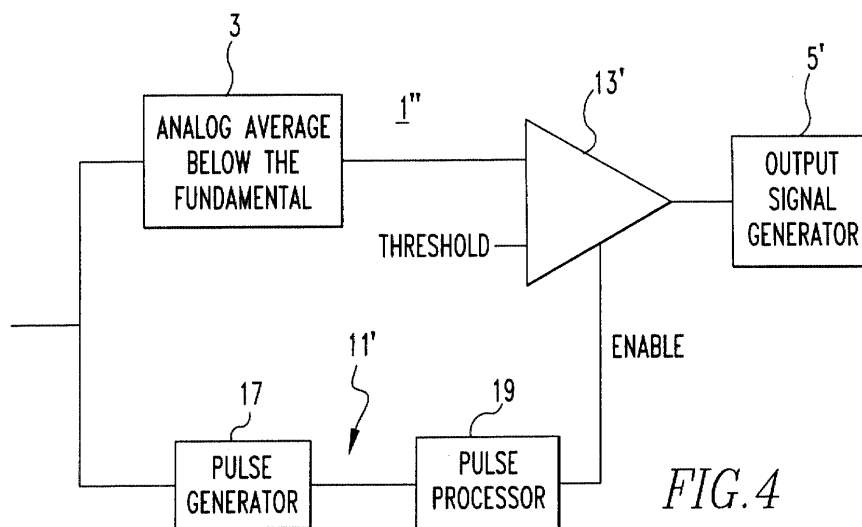 3
ANALOG AVERAGE
BELOW THE
FUNDAMENTAL
1"
13'
5'
OUTPUT
SIGNAL
GENERATOR
THRESHOLD
ENABLE
11'
17
PULSE
GENERATOR
19
PULSE
PROCESSOR
FIG.4